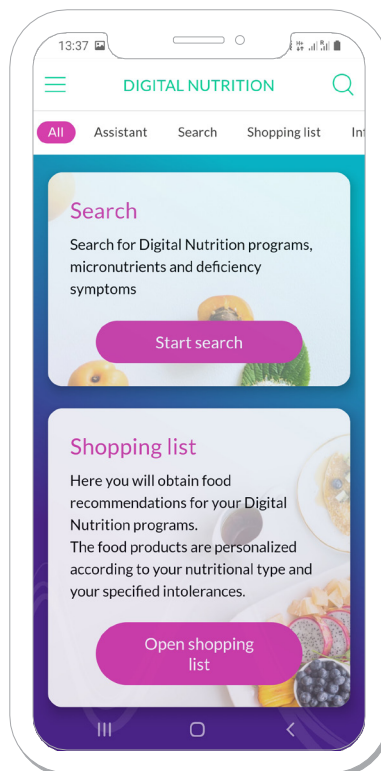 13:37
DIGITAL NUTRITION
All Assistant Search Shopping list
Search
Search for Digital Nutrition programs,
micronutrients and deficiency
symptoms
Start search
Shopping list
Here you will obtain food
recommendations for your Digital
Nutrition programs.
The food products are personalized
according to your nutritional type and
your specified intolerances.
Open shopping
list